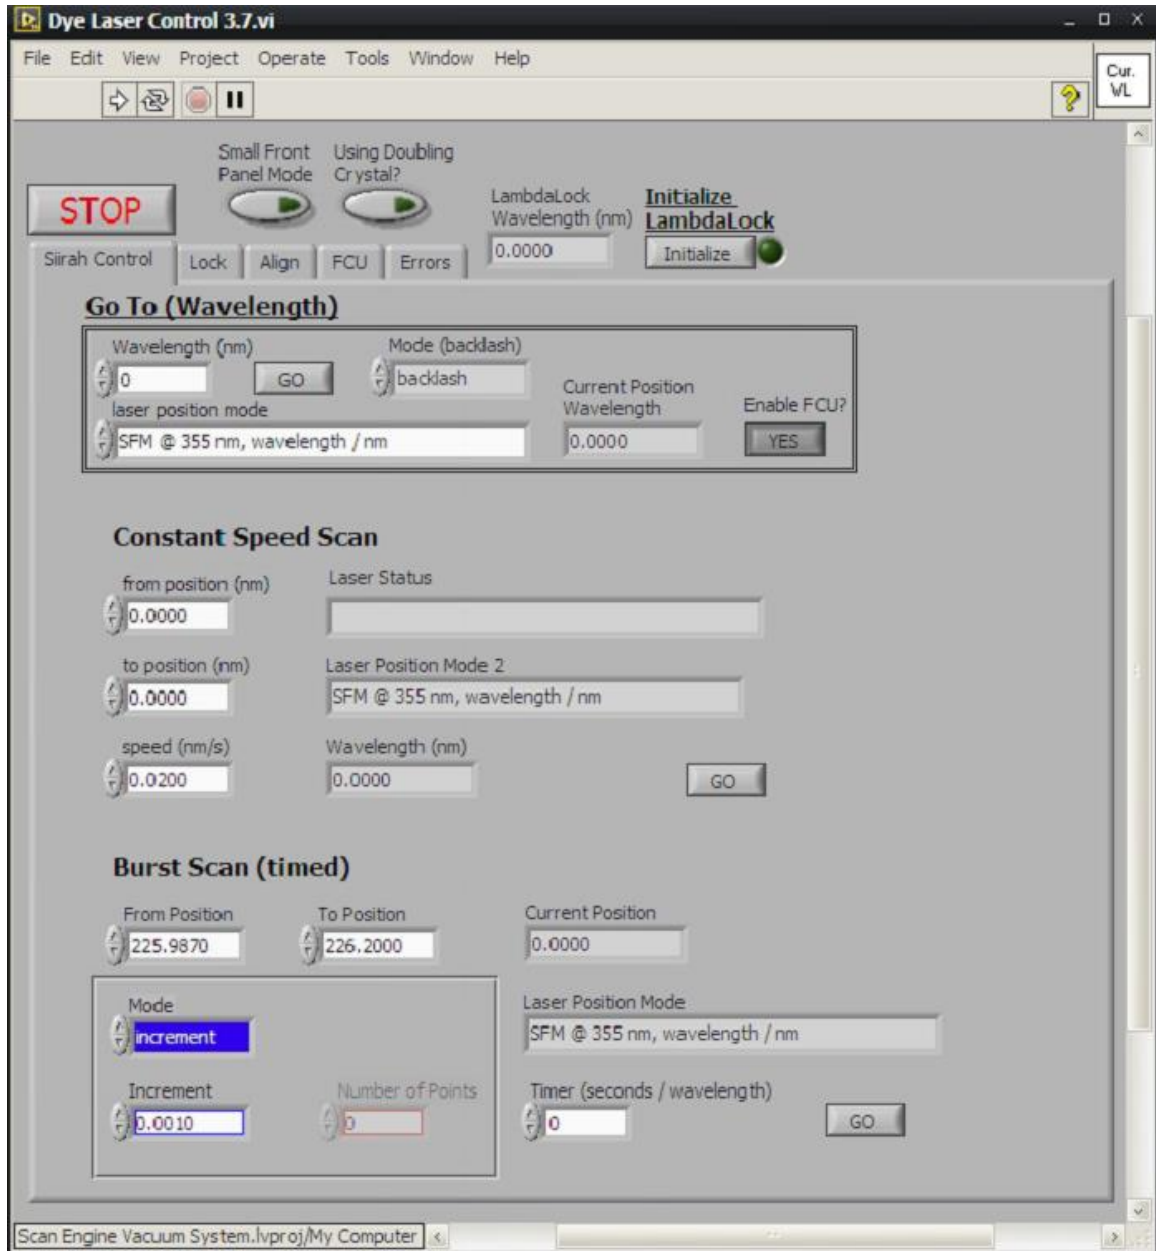 Dye Laser Control 3.7.vi
File Edit View Project Operate Tools Window Help
Cur.
WL
Small Front
Panel Mode
Using Doubling
Crystal?
STOP
LambdaLock
Wavelength (nm)
0.0000
Initialize
LambdaLock
Initialize
Siirah Control Lock Align FCU Errors
Go To (Wavelength)
Wavelength (nm)
0
GO
Mode (backlash)
backlash
laser position mode
SFM @ 355 nm, wavelength / nm
Current Position
Wavelength
0.0000
Enable FCU?
YES
Constant Speed Scan
from position (nm)
0.0000
Laser Status
to position (nm)
0.0000
Laser Position Mode 2
SFM @ 355 nm, wavelength / nm
speed (nm/s)
0.0200
Wavelength (nm)
0.0000
GO
Burst Scan (timed)
From Position
225.9870
To Position
226.2000
Current Position
0.0000
Mode
increment
Laser Position Mode
SFM @ 355 nm, wavelength / nm
Increment
0.0010
Number of Points
0
Timer (seconds / wavelength)
0
GO
Scan Engine Vacuum System.lvproj/My Computer